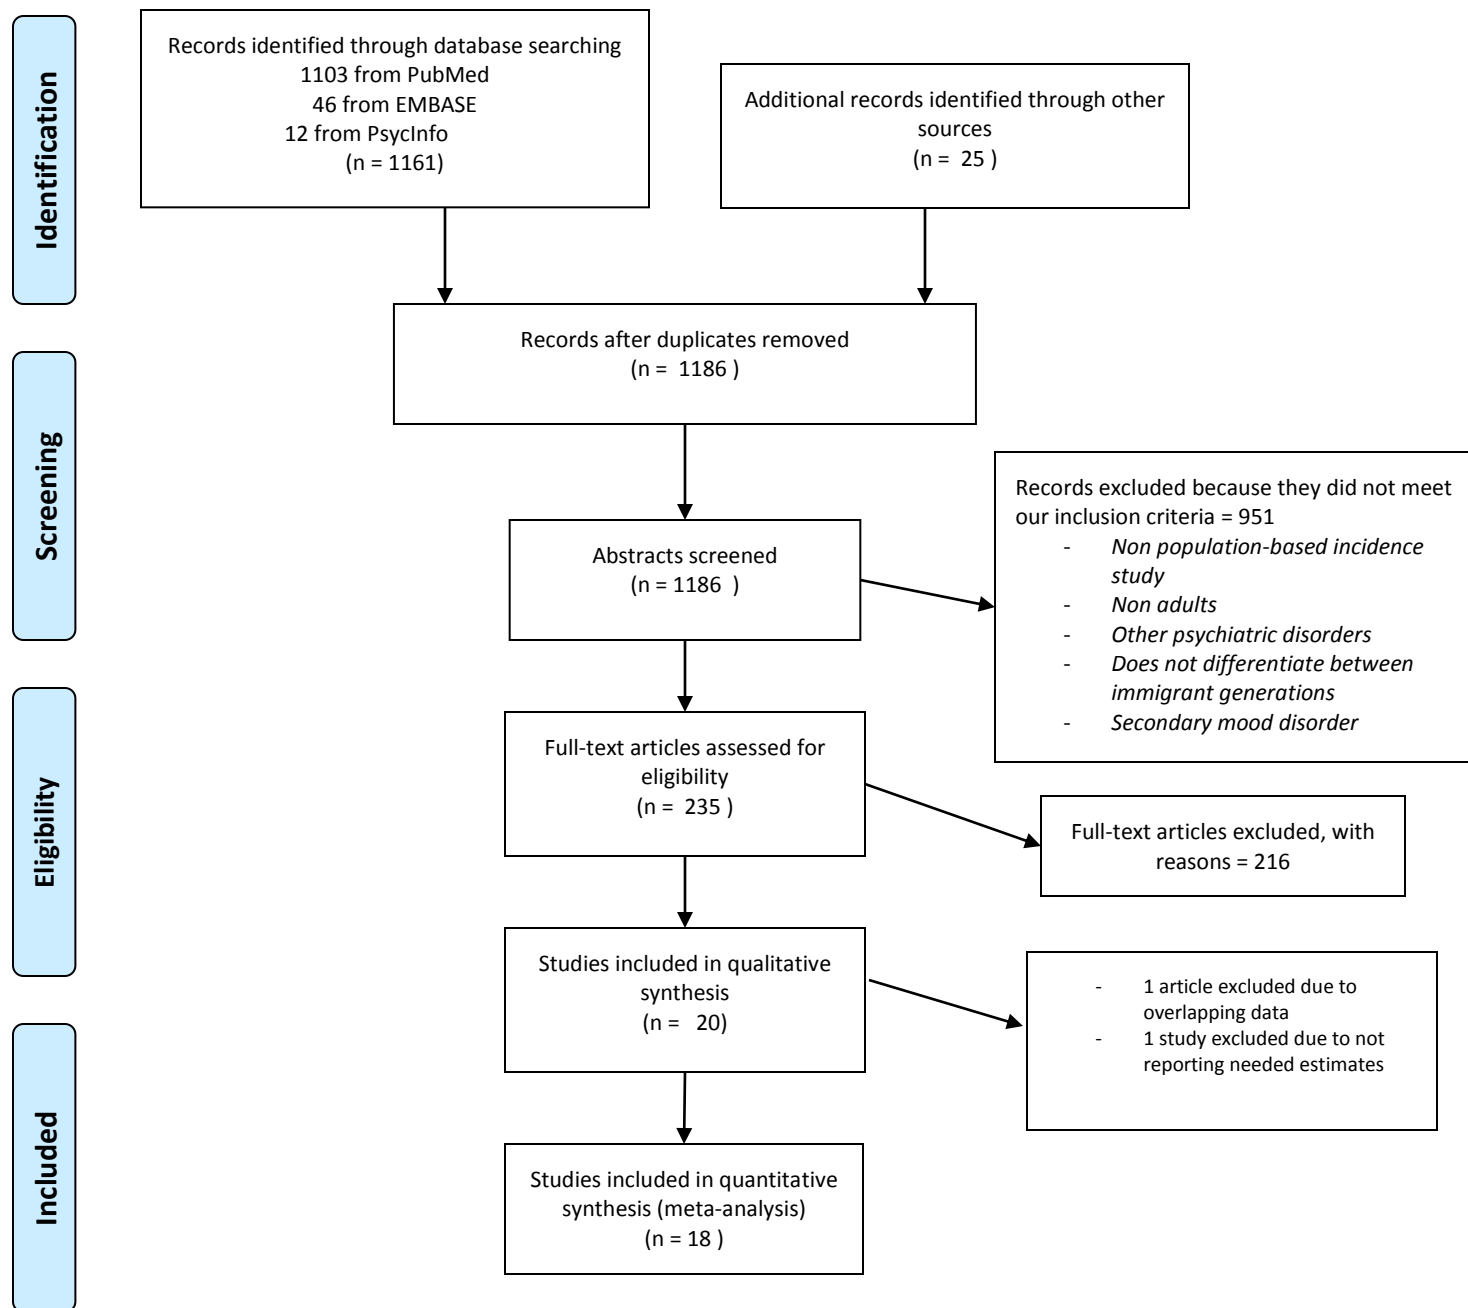 Identification
Records identified through database searching
1103 from PubMed
46 from EMBASE
12 from PsycInfo
(n = 1161)
Additional records identified through other
sources
(n =  25 )
Records after duplicates removed
(n =  1186 )
Screening
Abstracts screened
(n = 1186  )
Records excluded because they did not meet
our inclusion criteria = 951
- Non population-based incidence
study
- Non adults
- Other psychiatric disorders
- Does not differentiate between
immigrant generations
- Secondary mood disorder
Eligibility
Full-text articles assessed for
eligibility
(n =  235 )
Full-text articles excluded, with
reasons = 216
Studies included in qualitative
synthesis
(n =   20)
- 1 article excluded due to
overlapping data
- 1 study excluded due to not
reporting needed estimates
Included
Studies included in quantitative
synthesis (meta-analysis)
(n = 18 )